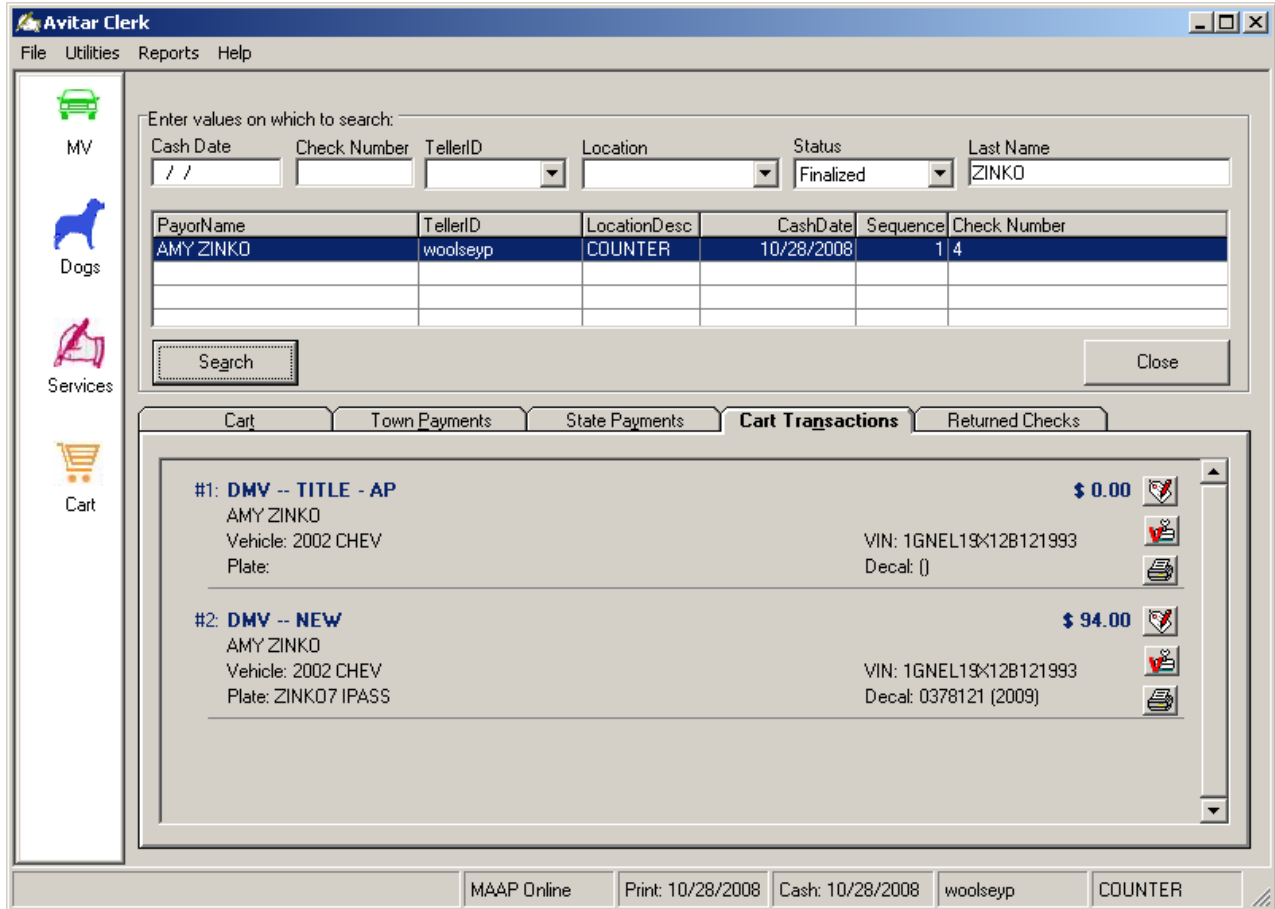 Avitar Clerk
File Utilities Reports Help
MV
Dogs
Services
Cart
Enter values on which to search:
Cash Date Check Number TellerID Location Status Last Name
/ / Finalized ZINKO
PayorName TellerID LocationDesc CashDate Sequence Check Number
AMY ZINKO woolseyp COUNTER 10/28/2008 1 4
Search Close
Cart Town Payments State Payments Cart Transactions Returned Checks
#1: DMV -- TITLE - AP $ 0.00
AMY ZINKO
Vehicle: 2002 CHEV VIN: 1GNEL19X12B121993
Plate: Decal: ()
#2: DMV -- NEW $ 94.00
AMY ZINKO
Vehicle: 2002 CHEV VIN: 1GNEL19X12B121993
Plate: ZINKO7 IPASS Decal: 0378121 (2009)
MAAP Online Print: 10/28/2008 Cash: 10/28/2008 woolseyp COUNTER